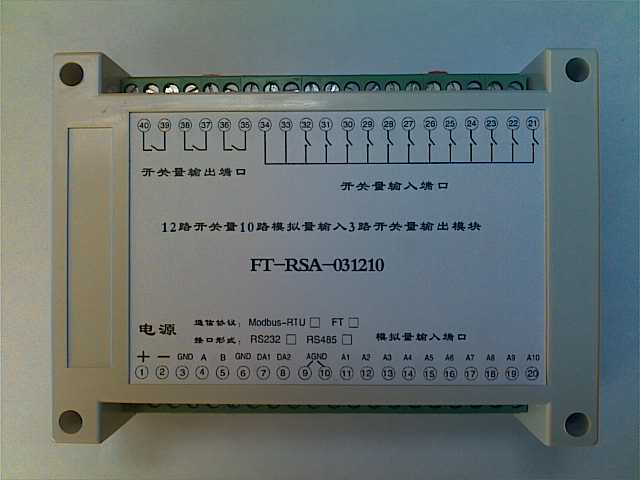 40 39 38 37 36 35 34 33 32 31 30 29 28 27 26 25 24 23 22 21
开关量输出端口
开关量输入端口
12路开关量10路模拟量输入3路开关量输出模块
FT-RSA-031210
电源
通信协议: Modbus-RTU □ FT □
接口形式: RS232 □ RS485 □
模拟量输入端口
+ − GND A B GND DA1 DA2 AGND A1 A2 A3 A4 A5 A6 A7 A8 A9 A10
1 2 3 4 5 6 7 8 9 10 11 12 13 14 15 16 17 18 19 20